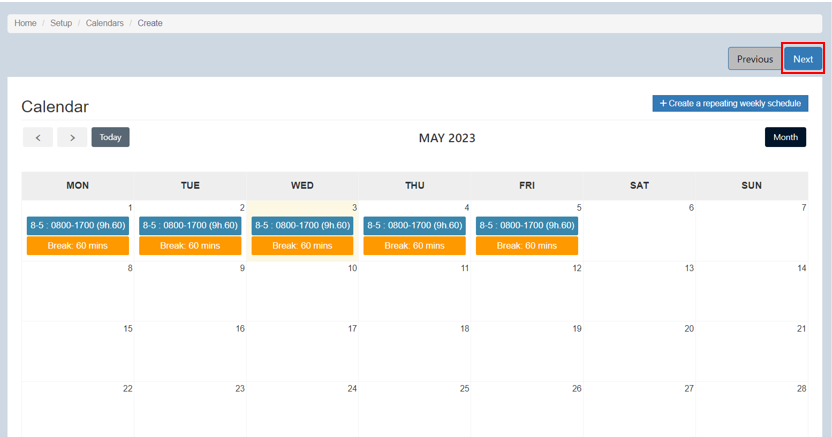 Home / Setup / Calendars / Create
Previous Next
Calendar
+ Create a repeating weekly schedule
< > Today MAY 2023 Month
MON TUE WED THU FRI SAT SUN
1 2 3 4 5 6 7
8-5 : 0800-1700 (9h.60) 8-5 : 0800-1700 (9h.60) 8-5 : 0800-1700 (9h.60) 8-5 : 0800-1700 (9h.60) 8-5 : 0800-1700 (9h.60)
Break: 60 mins Break: 60 mins Break: 60 mins Break: 60 mins Break: 60 mins
8 9 10 11 12 13 14
15 16 17 18 19 20 21
22 23 24 25 26 27 28